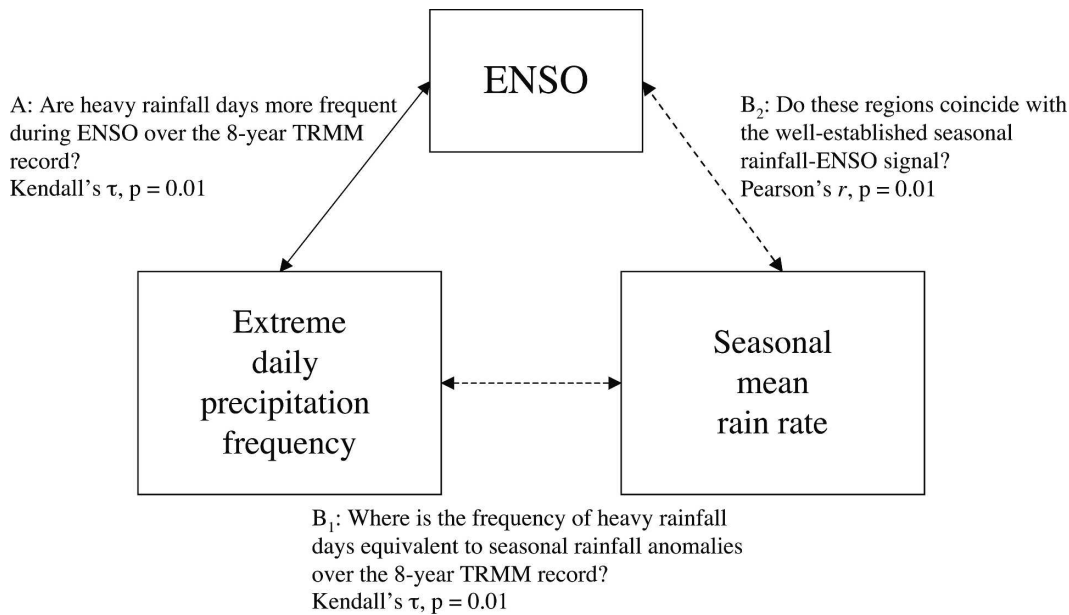 ENSO
A: Are heavy rainfall days more frequent
during ENSO over the 8-year TRMM
record?
Kendall's τ, p = 0.01
B₂: Do these regions coincide with
the well-established seasonal
rainfall-ENSO signal?
Pearson's r, p = 0.01
Extreme
daily
precipitation
frequency
Seasonal
mean
rain rate
B₁: Where is the frequency of heavy rainfall
days equivalent to seasonal rainfall anomalies
over the 8-year TRMM record?
Kendall's τ, p = 0.01